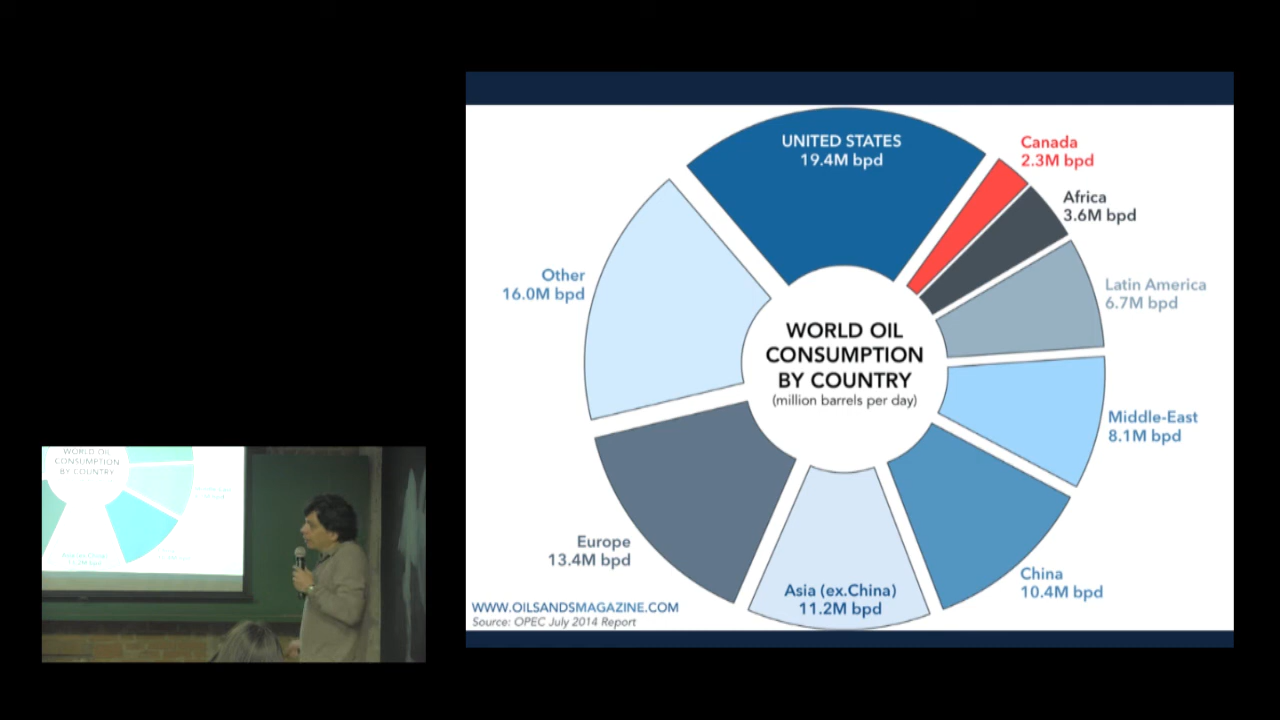 UNITED STATES
19.4M bpd
Canada
2.3M bpd
Africa
3.6M bpd
Latin America
6.7M bpd
Middle-East
8.1M bpd
China
10.4M bpd
Asia (ex.China)
11.2M bpd
Europe
13.4M bpd
Other
16.0M bpd
WORLD OIL
CONSUMPTION
BY COUNTRY
(million barrels per day)
WWW.OILSANDSMAGAZINE.COM
Source: OPEC July 2014 Report
WORLD OIL
CONSUMPTION
BY COUNTRY